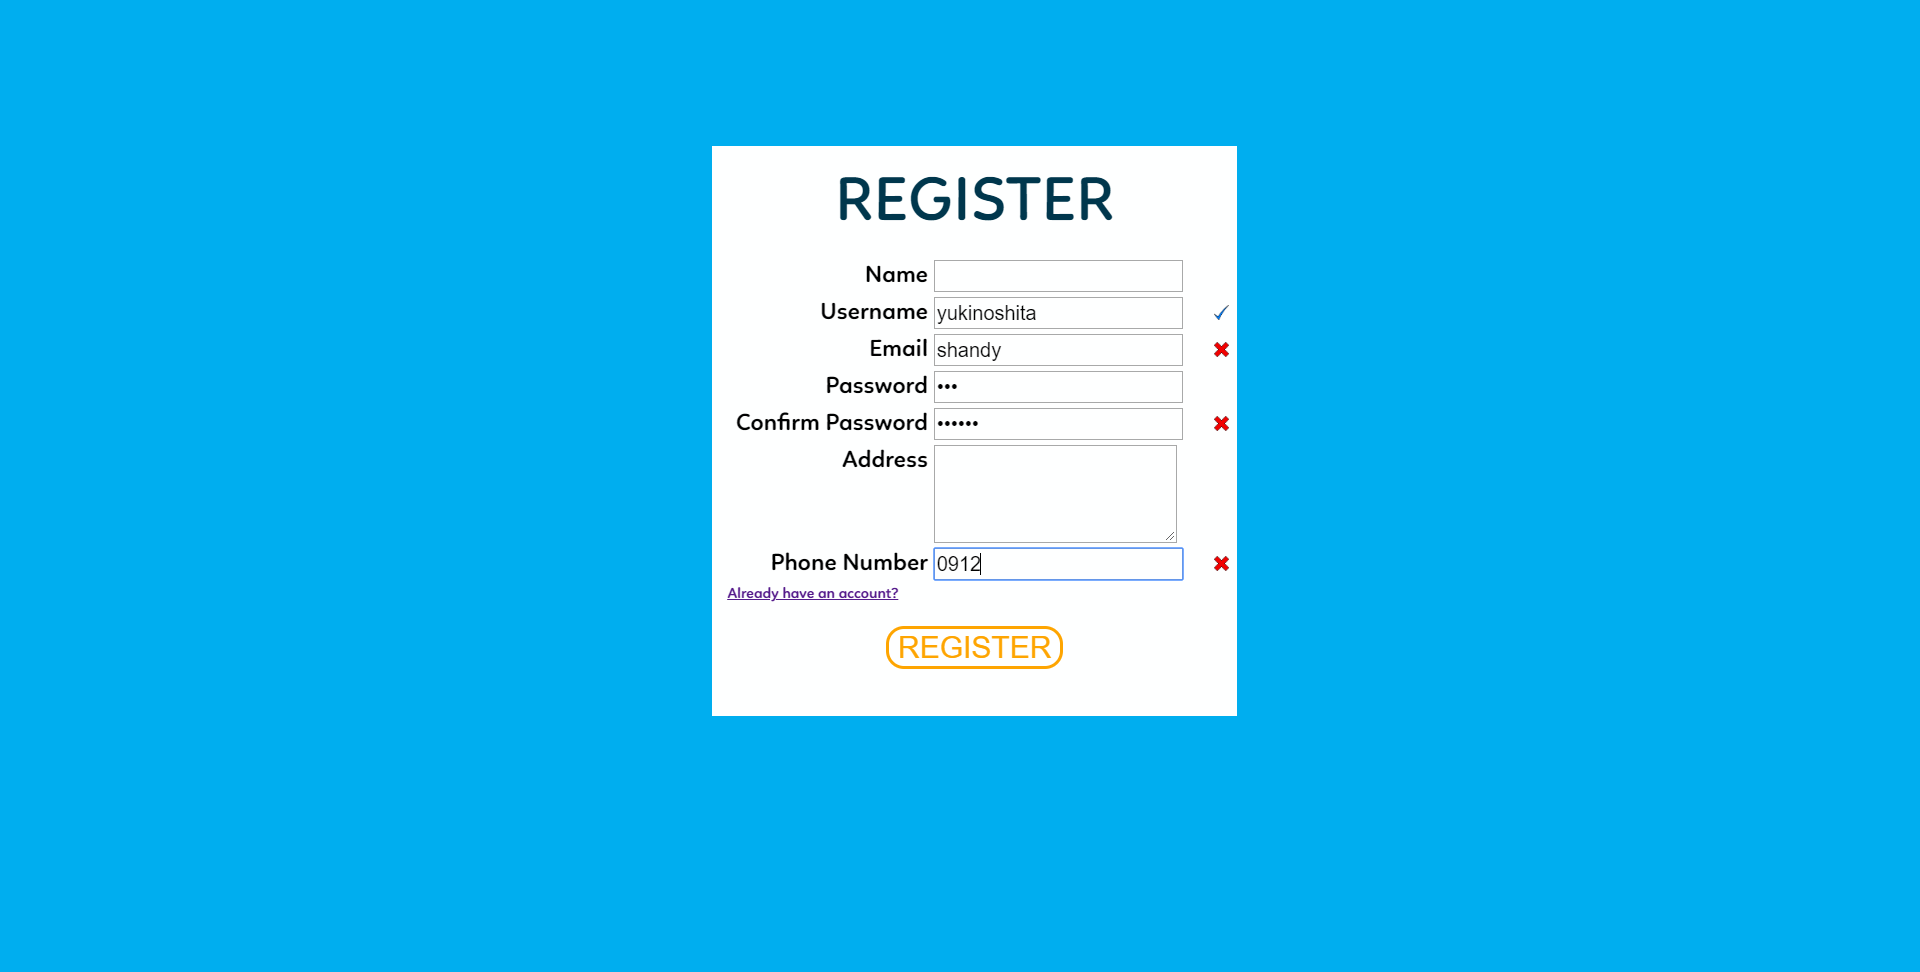 REGISTER
Name
Username yukinoshita
Email shandy
Password •••
Confirm Password ••••••
Address
Phone Number 0912
Already have an account?
REGISTER